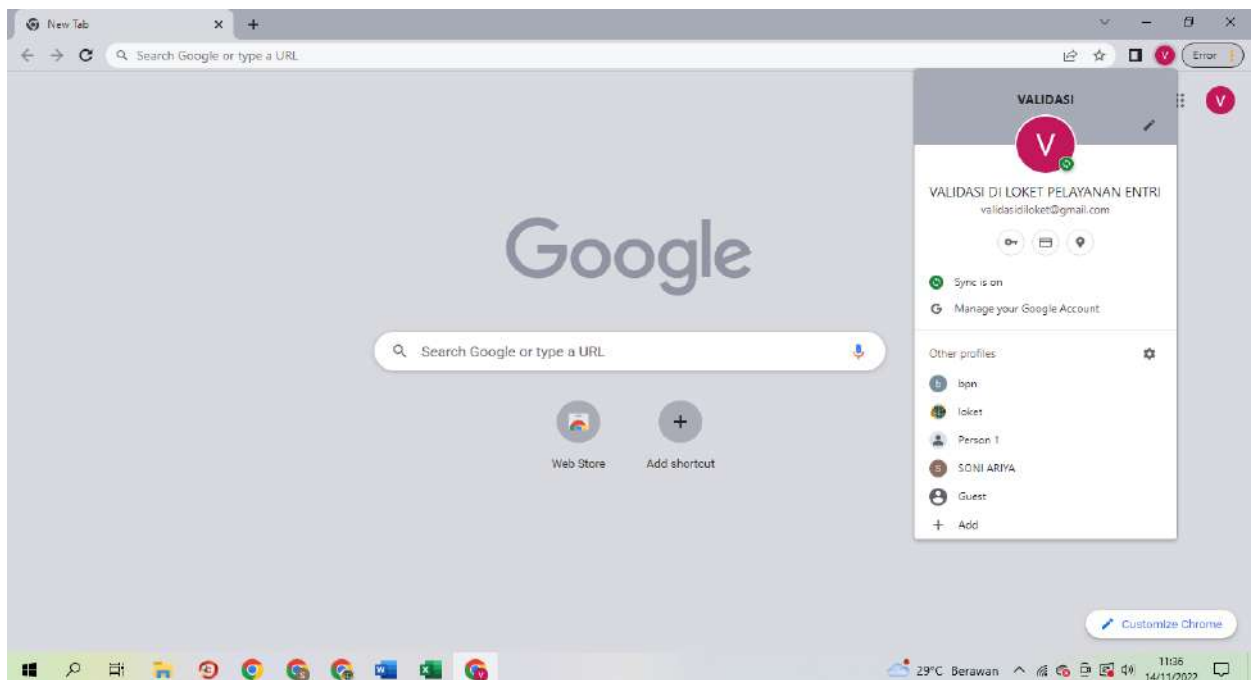 New Tab
Search Google or type a URL
Error
VALIDASI
V
V
V
VALIDASI DI LOKET PELAYANAN ENTRI
validasidiloket@gmail.com
Sync is on
G Manage your Google Account
Other profiles
b bpn
loket
Person 1
S SONI ARIYA
Guest
+ Add
Google
Search Google or type a URL
Web Store
Add shortcut
Customize Chrome
29°C Berawan
11:36
14/11/2022